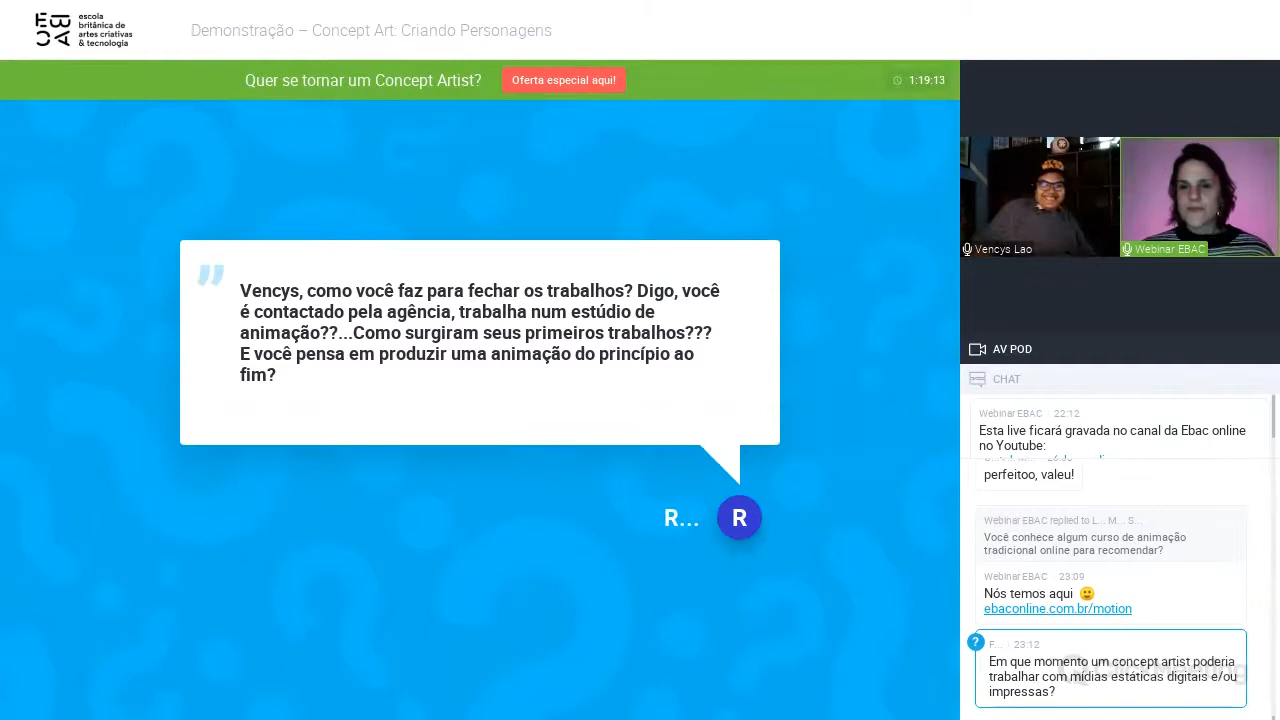 EBAC
escola
britânica de
artes criativas
& tecnologia
Demonstração – Concept Art: Criando Personagens
Quer se tornar um Concept Artist?
Oferta especial aqui!
1:19:13
Vencys, como você faz para fechar os trabalhos? Digo, você
é contactado pela agência, trabalha num estúdio de
animação??...Como surgiram seus primeiros trabalhos???
E você pensa em produzir uma animação do princípio ao
fim?
R...
R
Vencys Lao
Webinar EBAC
AV POD
CHAT
Webinar EBAC 22:12
Esta live ficará gravada no canal da Ebac online
no Youtube:
perfeitoo, valeu!
Webinar EBAC replied to L... M... S...
Você conhece algum curso de animação
tradicional online para recomendar?
Webinar EBAC 23:09
Nós temos aqui 🙂
ebaconline.com.br/motion
?
F... 23:12
Em que momento um concept artist poderia
trabalhar com mídias estáticas digitais e/ou
impressas?